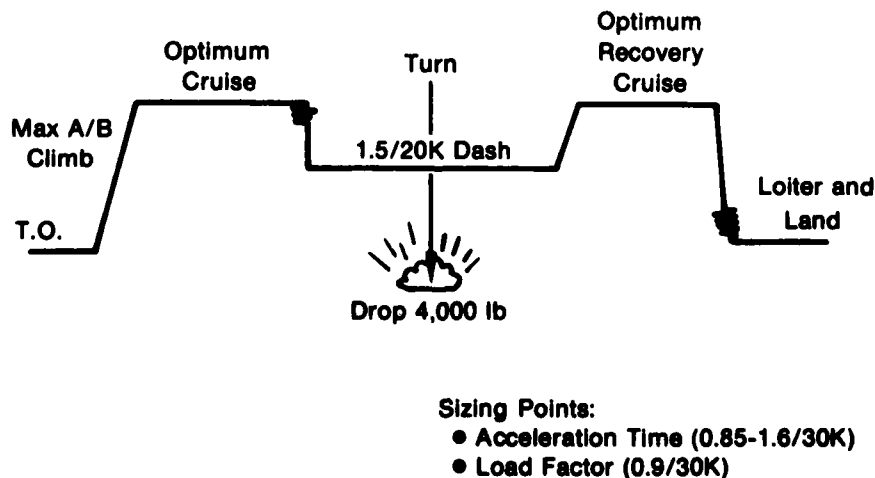 Optimum
Cruise
Turn
Optimum
Recovery
Cruise
Max A/B
Climb
1.5/20K Dash
Loiter and
Land
T.O.
Drop 4,000 lb
Sizing Points:
● Acceleration Time (0.85-1.6/30K)
● Load Factor (0.9/30K)